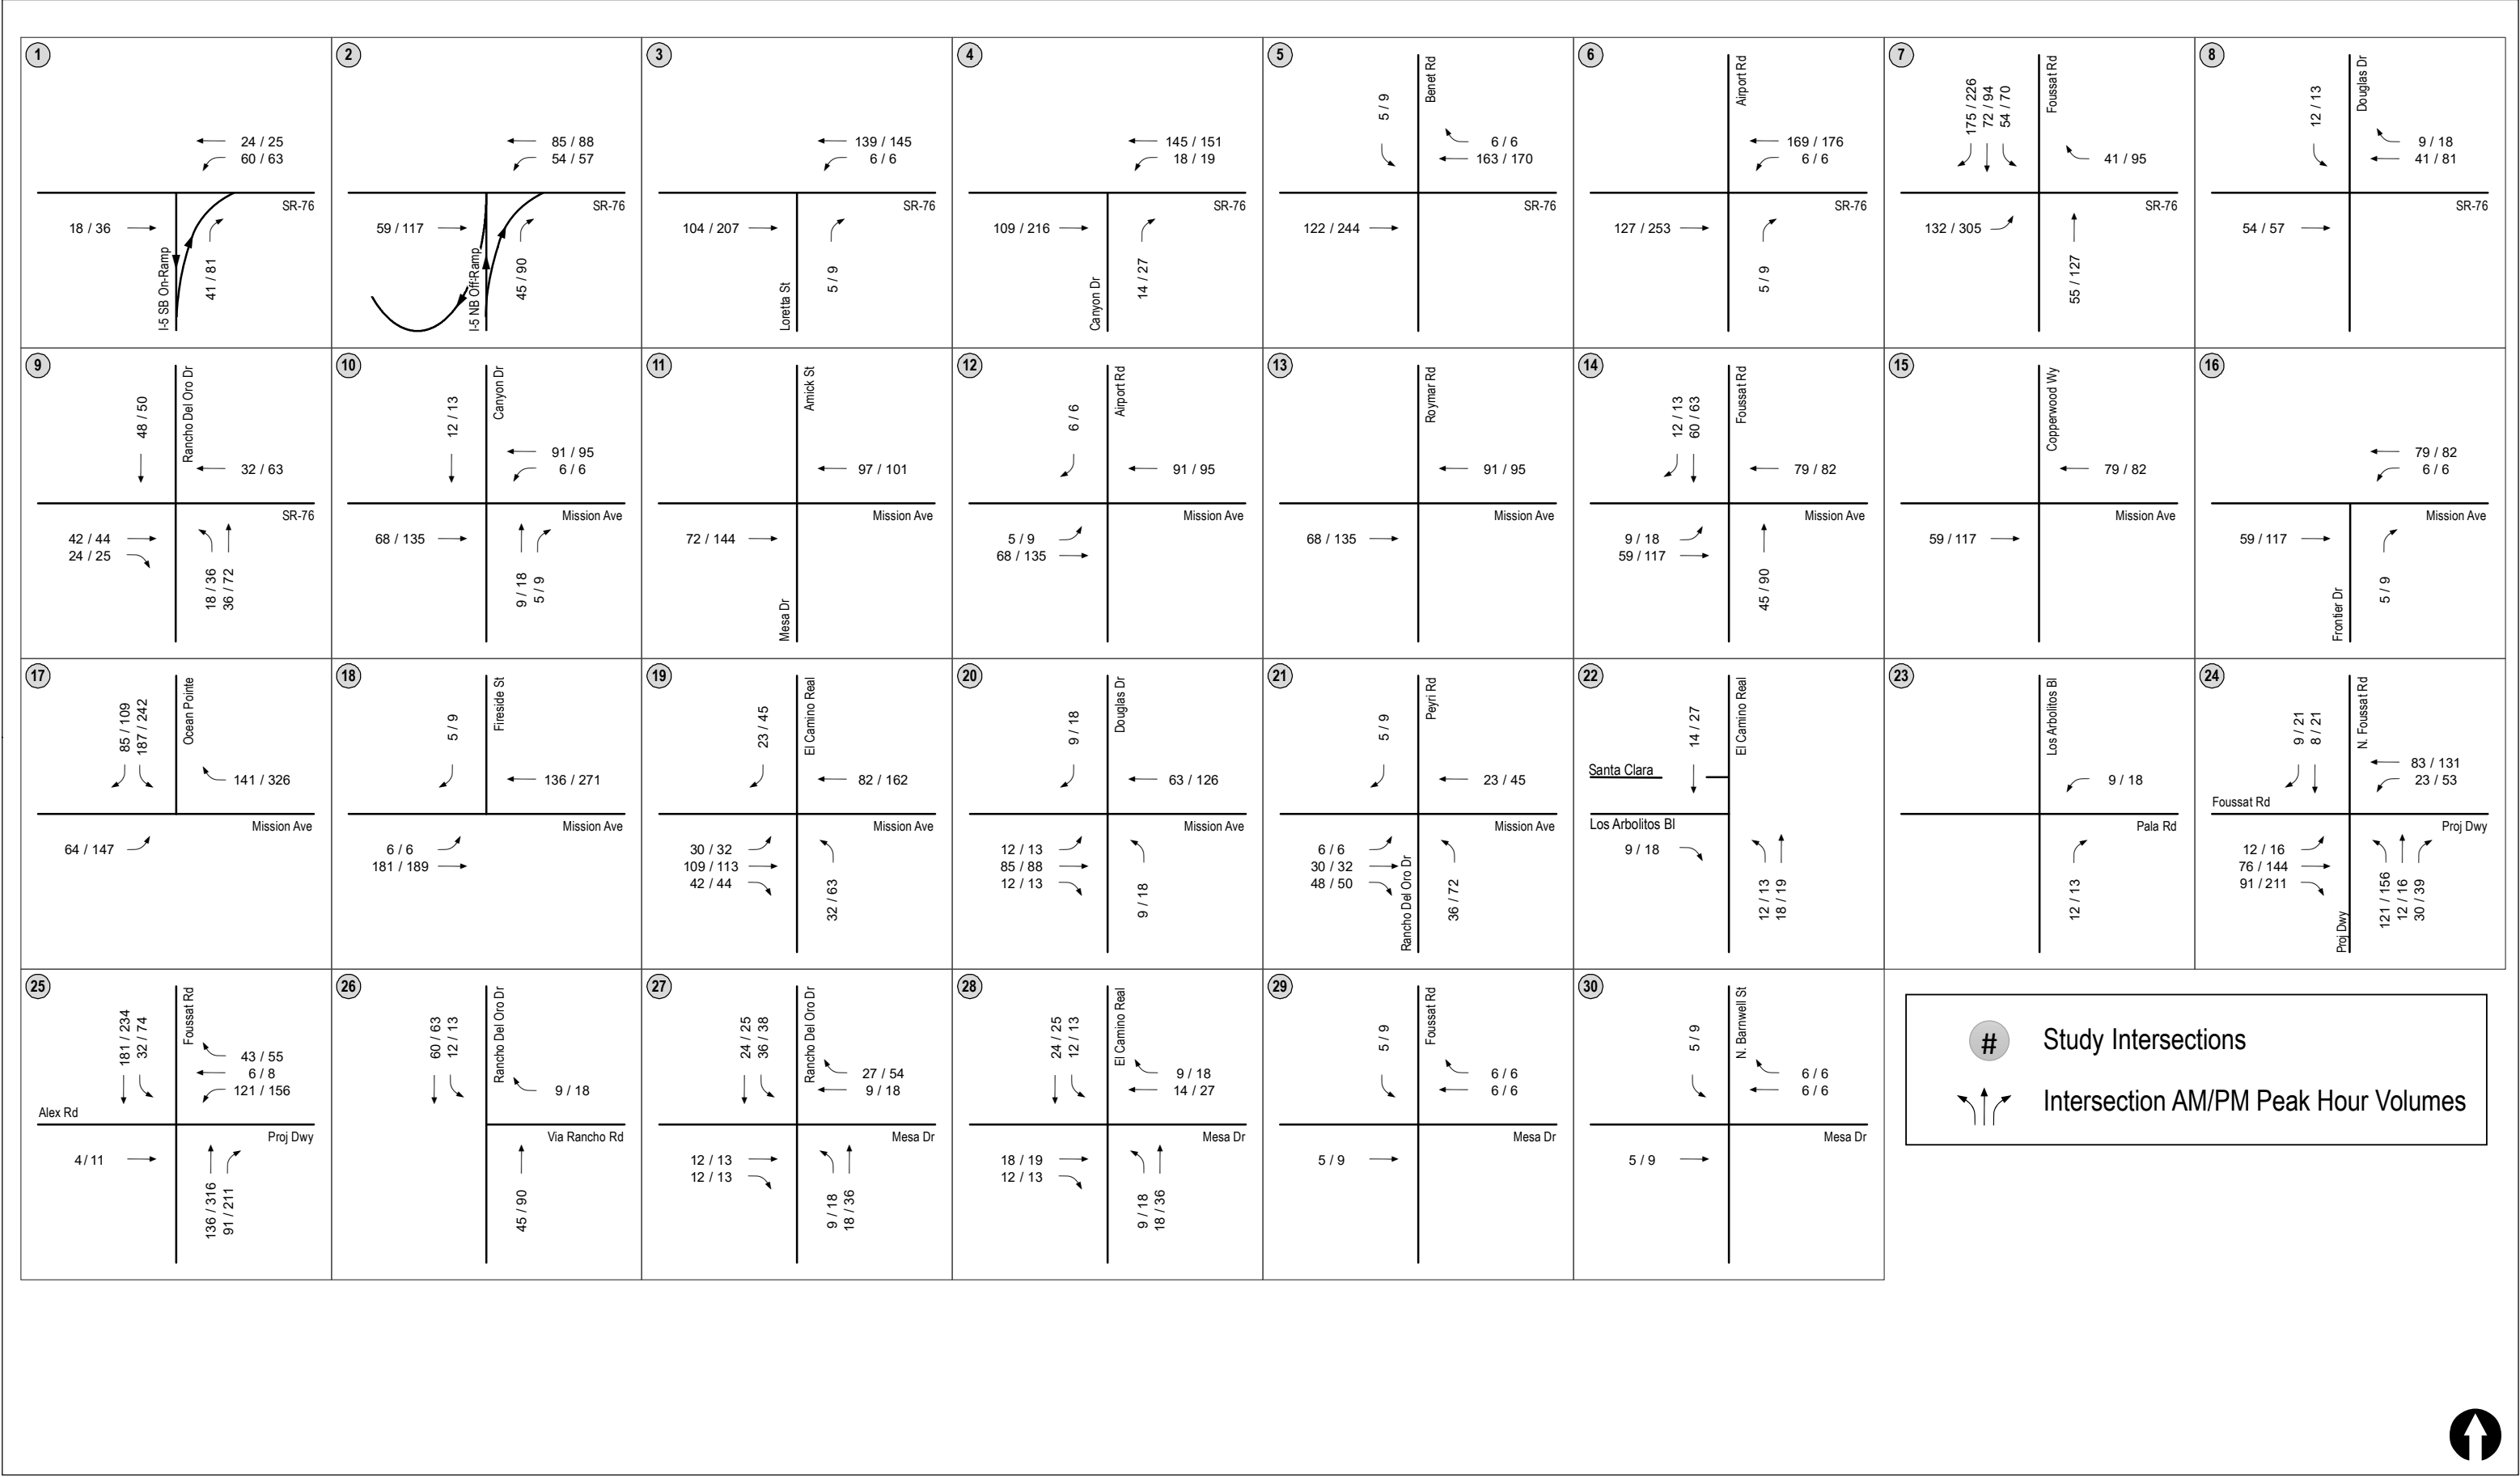 1
24 / 25
60 / 63
SR-76
18 / 36
I-5 SB On-Ramp
41 / 81
2
85 / 88
54 / 57
SR-76
59 / 117
I-5 NB Off-Ramp
45 / 90
3
139 / 145
6 / 6
SR-76
104 / 207
Loretta St
5 / 9
4
145 / 151
18 / 19
SR-76
109 / 216
Canyon Dr
14 / 27
5
5 / 9
Benet Rd
6 / 6
163 / 170
SR-76
122 / 244
6
Airport Rd
169 / 176
6 / 6
SR-76
127 / 253
5 / 9
7
175 / 226
72 / 94
54 / 70
Foussat Rd
41 / 95
SR-76
132 / 305
55 / 127
8
12 / 13
Douglas Dr
9 / 18
41 / 81
SR-76
54 / 57
9
48 / 50
Rancho Del Oro Dr
32 / 63
SR-76
42 / 44
24 / 25
18 / 36
36 / 72
10
12 / 13
Canyon Dr
91 / 95
6 / 6
Mission Ave
68 / 135
9 / 18
5 / 9
11
Amick St
97 / 101
Mission Ave
72 / 144
Mesa Dr
12
6 / 6
Airport Rd
91 / 95
Mission Ave
5 / 9
68 / 135
13
Roymar Rd
91 / 95
Mission Ave
68 / 135
14
12 / 13
60 / 63
Foussat Rd
79 / 82
Mission Ave
9 / 18
59 / 117
45 / 90
15
Copperwood Wy
79 / 82
Mission Ave
59 / 117
16
79 / 82
6 / 6
Mission Ave
59 / 117
Frontier Dr
5 / 9
17
85 / 109
187 / 242
Ocean Pointe
141 / 326
Mission Ave
64 / 147
18
5 / 9
Fireside St
136 / 271
Mission Ave
6 / 6
181 / 189
19
23 / 45
El Camino Real
82 / 162
Mission Ave
30 / 32
109 / 113
42 / 44
32 / 63
20
9 / 18
Douglas Dr
63 / 126
Mission Ave
12 / 13
85 / 88
12 / 13
9 / 18
21
5 / 9
Peyri Rd
23 / 45
Mission Ave
6 / 6
30 / 32
48 / 50
Rancho Del Oro Dr
36 / 72
22
14 / 27
El Camino Real
Santa Clara
Los Arbolitos Bl
9 / 18
12 / 13
18 / 19
23
Los Arbolitos Bl
9 / 18
Pala Rd
12 / 13
24
9 / 21
8 / 21
N. Foussat Rd
83 / 131
23 / 53
Foussat Rd
Proj Dwy
12 / 16
76 / 144
91 / 211
Proj Dwy
121 / 156
12 / 16
30 / 39
25
181 / 234
32 / 74
Foussat Rd
43 / 55
6 / 8
121 / 156
Alex Rd
Proj Dwy
4 / 11
136 / 316
91 / 211
26
60 / 63
12 / 13
Rancho Del Oro Dr
9 / 18
Via Rancho Rd
45 / 90
27
24 / 25
36 / 38
Rancho Del Oro Dr
27 / 54
9 / 18
Mesa Dr
12 / 13
12 / 13
9 / 18
18 / 36
28
24 / 25
12 / 13
El Camino Real
9 / 18
14 / 27
Mesa Dr
18 / 19
12 / 13
9 / 18
18 / 36
29
5 / 9
Foussat Rd
6 / 6
6 / 6
Mesa Dr
5 / 9
30
5 / 9
N. Barnwell St
6 / 6
6 / 6
Mesa Dr
5 / 9
# Study Intersections
Intersection AM/PM Peak Hour Volumes